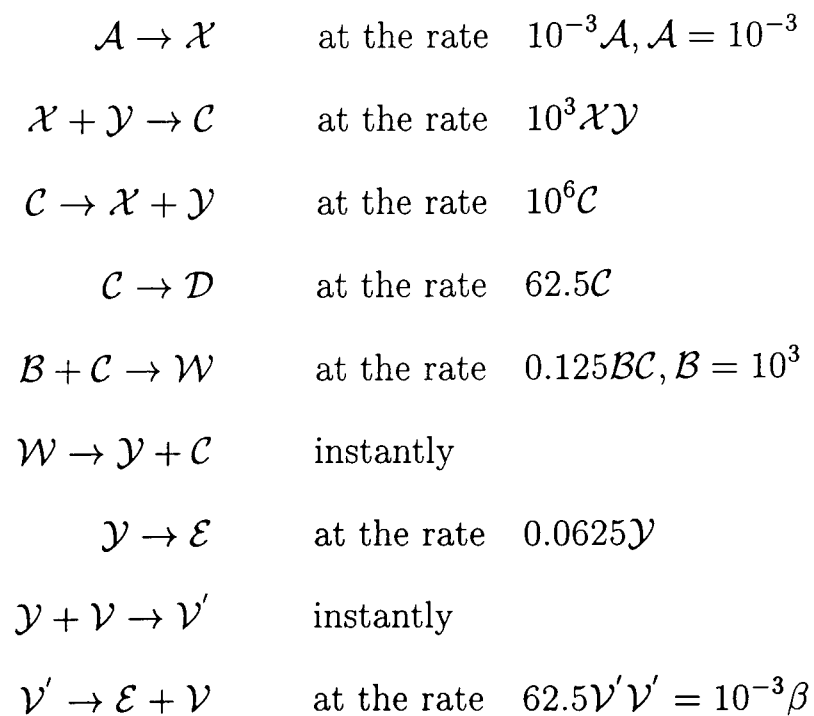 𝒜 → 𝒳 at the rate 10⁻³𝒜, 𝒜 = 10⁻³
𝒳 + 𝒴 → 𝒞 at the rate 10³𝒳𝒴
𝒞 → 𝒳 + 𝒴 at the rate 10⁶𝒞
𝒞 → 𝒟 at the rate 62.5𝒞
ℬ + 𝒞 → 𝒲 at the rate 0.125ℬ𝒞, ℬ = 10³
𝒲 → 𝒴 + 𝒞 instantly
𝒴 → ℰ at the rate 0.0625𝒴
𝒴 + 𝒱 → 𝒱′ instantly
𝒱′ → ℰ + 𝒱 at the rate 62.5𝒱′𝒱′ = 10⁻³β